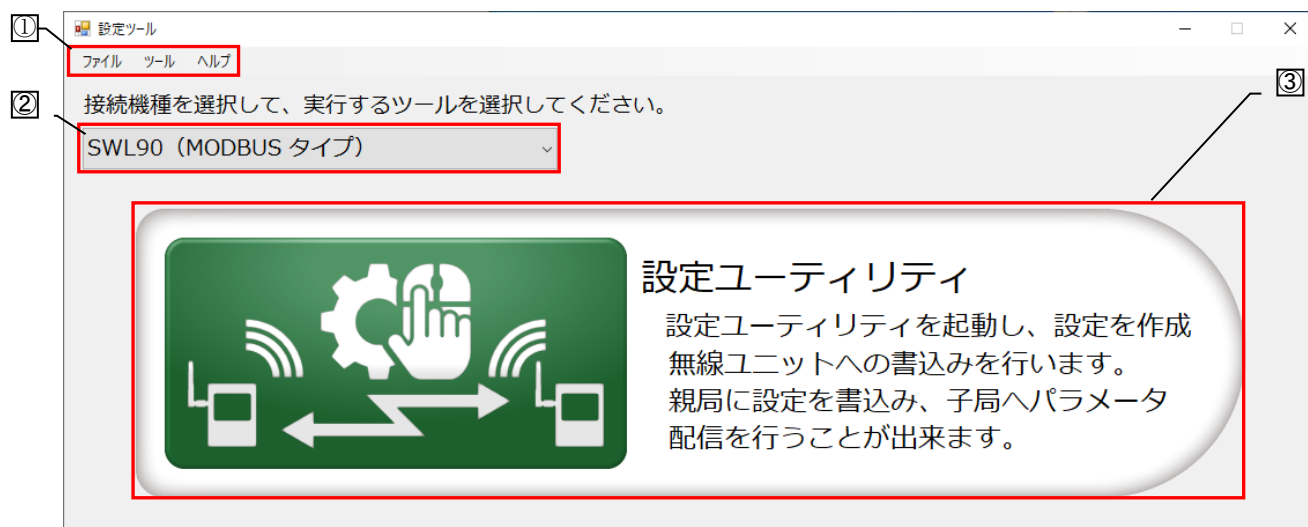 ①
設定ツール
ファイル ツール ヘルプ
②
接続機種を選択して、実行するツールを選択してください。
③
SWL90（MODBUS タイプ）
設定ユーティリティ
設定ユーティリティを起動し、設定を作成
無線ユニットへの書込みを行います。
親局に設定を書込み、子局へパラメータ
配信を行うことが出来ます。